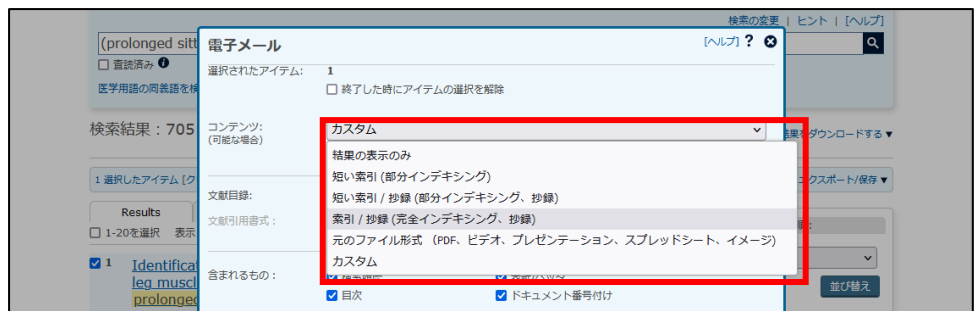 検索の変更 | ヒント | [ヘルプ]
(prolonged sitt
査読済み
医学用語の同義語を検
電子メール
[ヘルプ] ?
選択されたアイテム: 1
終了した時にアイテムの選択を解除
検索結果:705
コンテンツ:
(可能な場合)
カスタム
結果をダウンロードする ▼
結果の表示のみ
短い索引 (部分インデキシング)
短い索引 / 抄録 (部分インデキシング、抄録)
索引 / 抄録 (完全インデキシング、抄録)
元のファイル形式 (PDF、ビデオ、プレゼンテーション、スプレッドシート、イメージ)
カスタム
1 選択したアイテム [ク
エクスポート/保存 ▼
文献目録:
文献引用書式:
Results
1-20を選択 表示
1 Identificat
leg muscl
prolonged
含まれるもの:
目次
ドキュメント番号付け
並び替え